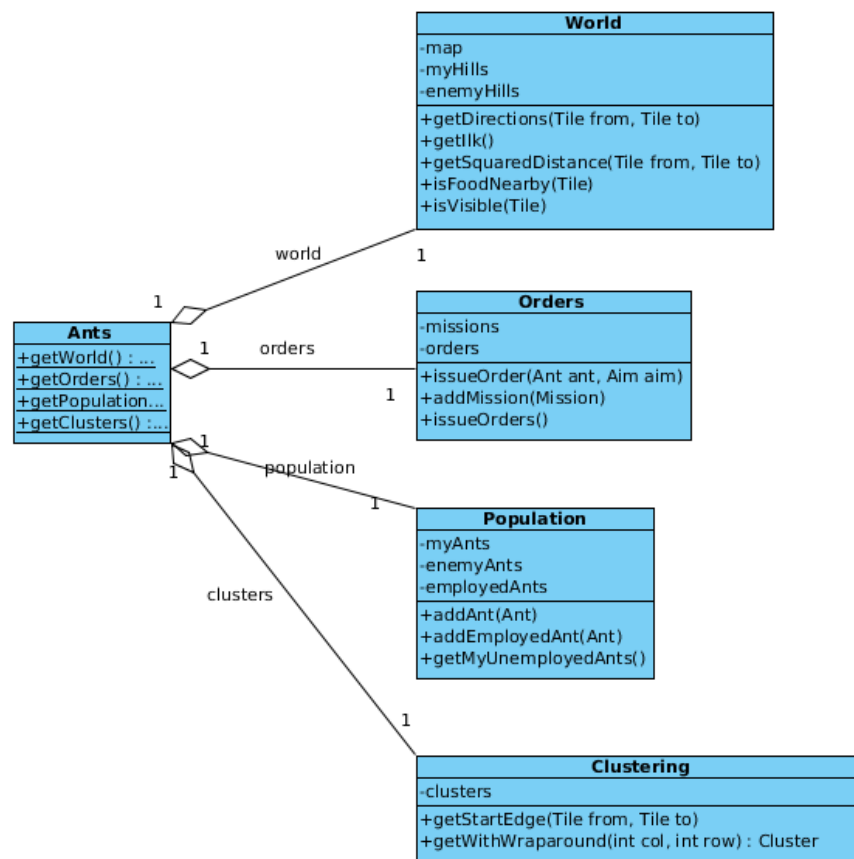 World
-map
-myHills
-enemyHills
+getDirections(Tile from, Tile to)
+getIlk()
+getSquaredDistance(Tile from, Tile to)
+isFoodNearby(Tile)
+isVisible(Tile)
world
1
1
Ants
+getWorld() : ...
+getOrders() : ...
+getPopulation...
+getClusters() :...
1
orders
1
Orders
-missions
-orders
+issueOrder(Ant ant, Aim aim)
+addMission(Mission)
+issueOrders()
1
population
1
Population
-myAnts
-enemyAnts
-employedAnts
+addAnt(Ant)
+addEmployedAnt(Ant)
+getMyUnemployedAnts()
1
clusters
1
Clustering
-clusters
+getStartEdge(Tile from, Tile to)
+getWithWraparound(int col, int row) : Cluster